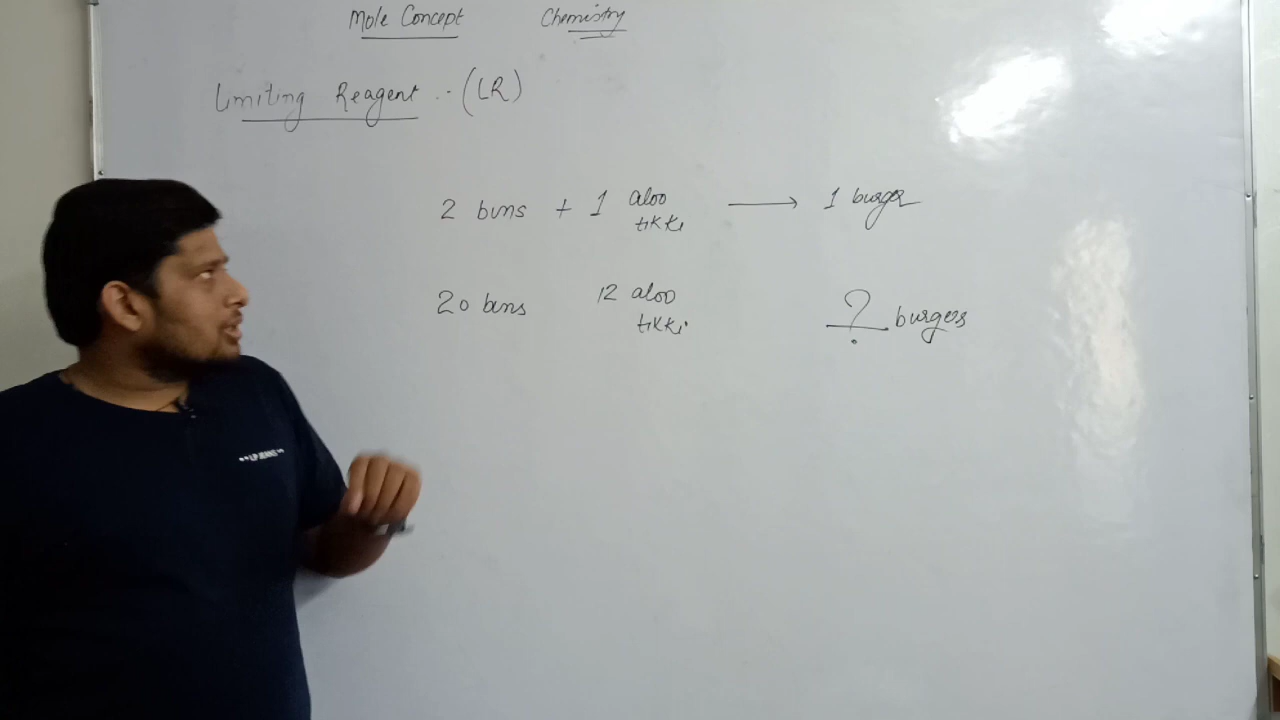 Mole Concept Chemistry
Limiting Reagent .. (LR)
2 buns + 1 aloo tikki → 1 burger
20 buns 12 aloo tikki ? burgers